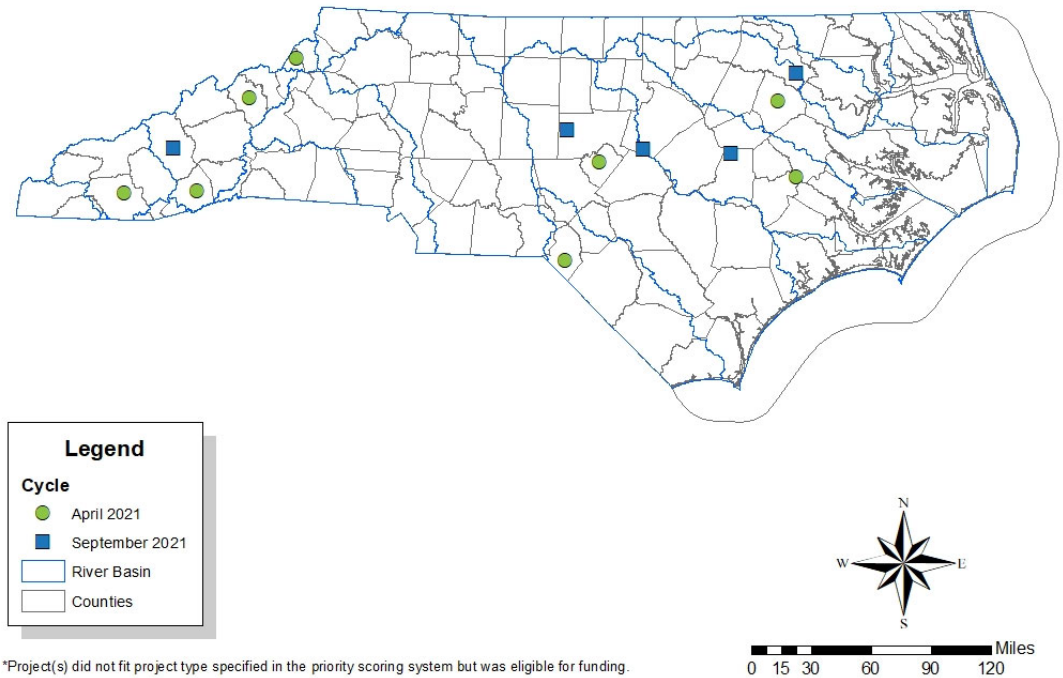 Legend
Cycle
April 2021
September 2021
River Basin
Counties
N
W
E
S
Miles
0 15 30 60 90 120
*Project(s) did not fit project type specified in the priority scoring system but was eligible for funding.